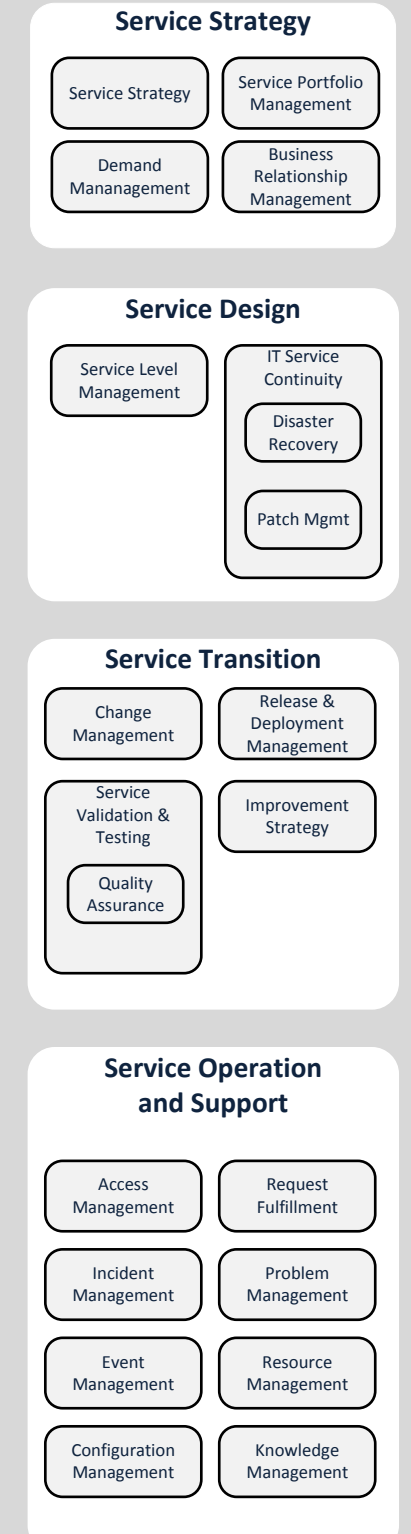 Service Strategy
Service Strategy
Service Portfolio
Management
Demand
Mananagement
Business
Relationship
Management
Service Design
Service Level
Management
IT Service
Continuity
Disaster
Recovery
Patch Mgmt
Service Transition
Change
Management
Release &
Deployment
Management
Service
Validation &
Testing
Quality
Assurance
Improvement
Strategy
Service Operation
and Support
Access
Management
Request
Fulfillment
Incident
Management
Problem
Management
Event
Management
Resource
Management
Configuration
Management
Knowledge
Management